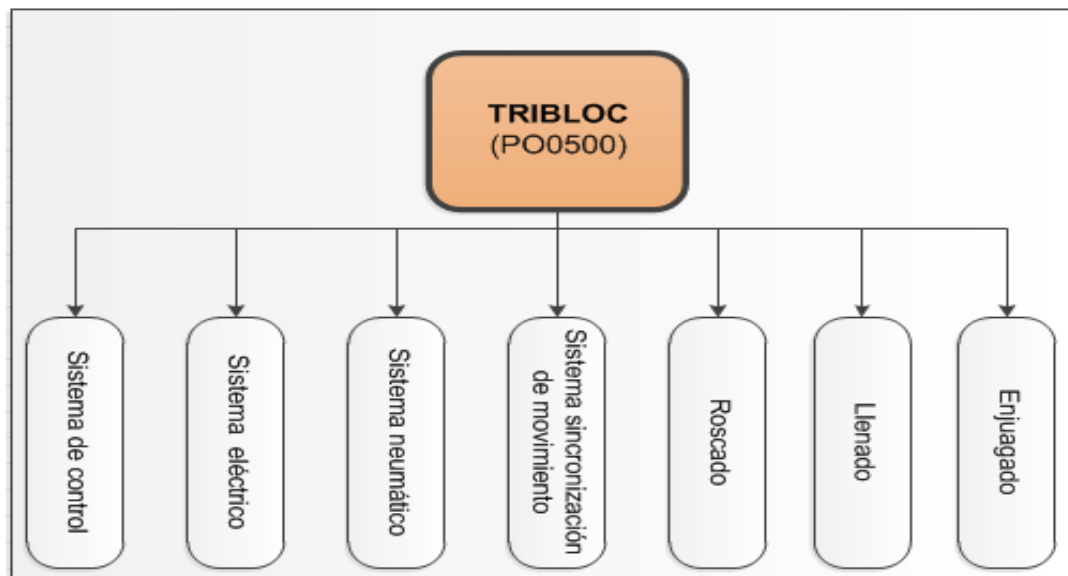 TRIBLOC
(PO0500)
Sistema de control
Sistema eléctrico
Sistema neumático
Sistema sincronización
de movimiento
Roscado
Llenado
Enjuagado